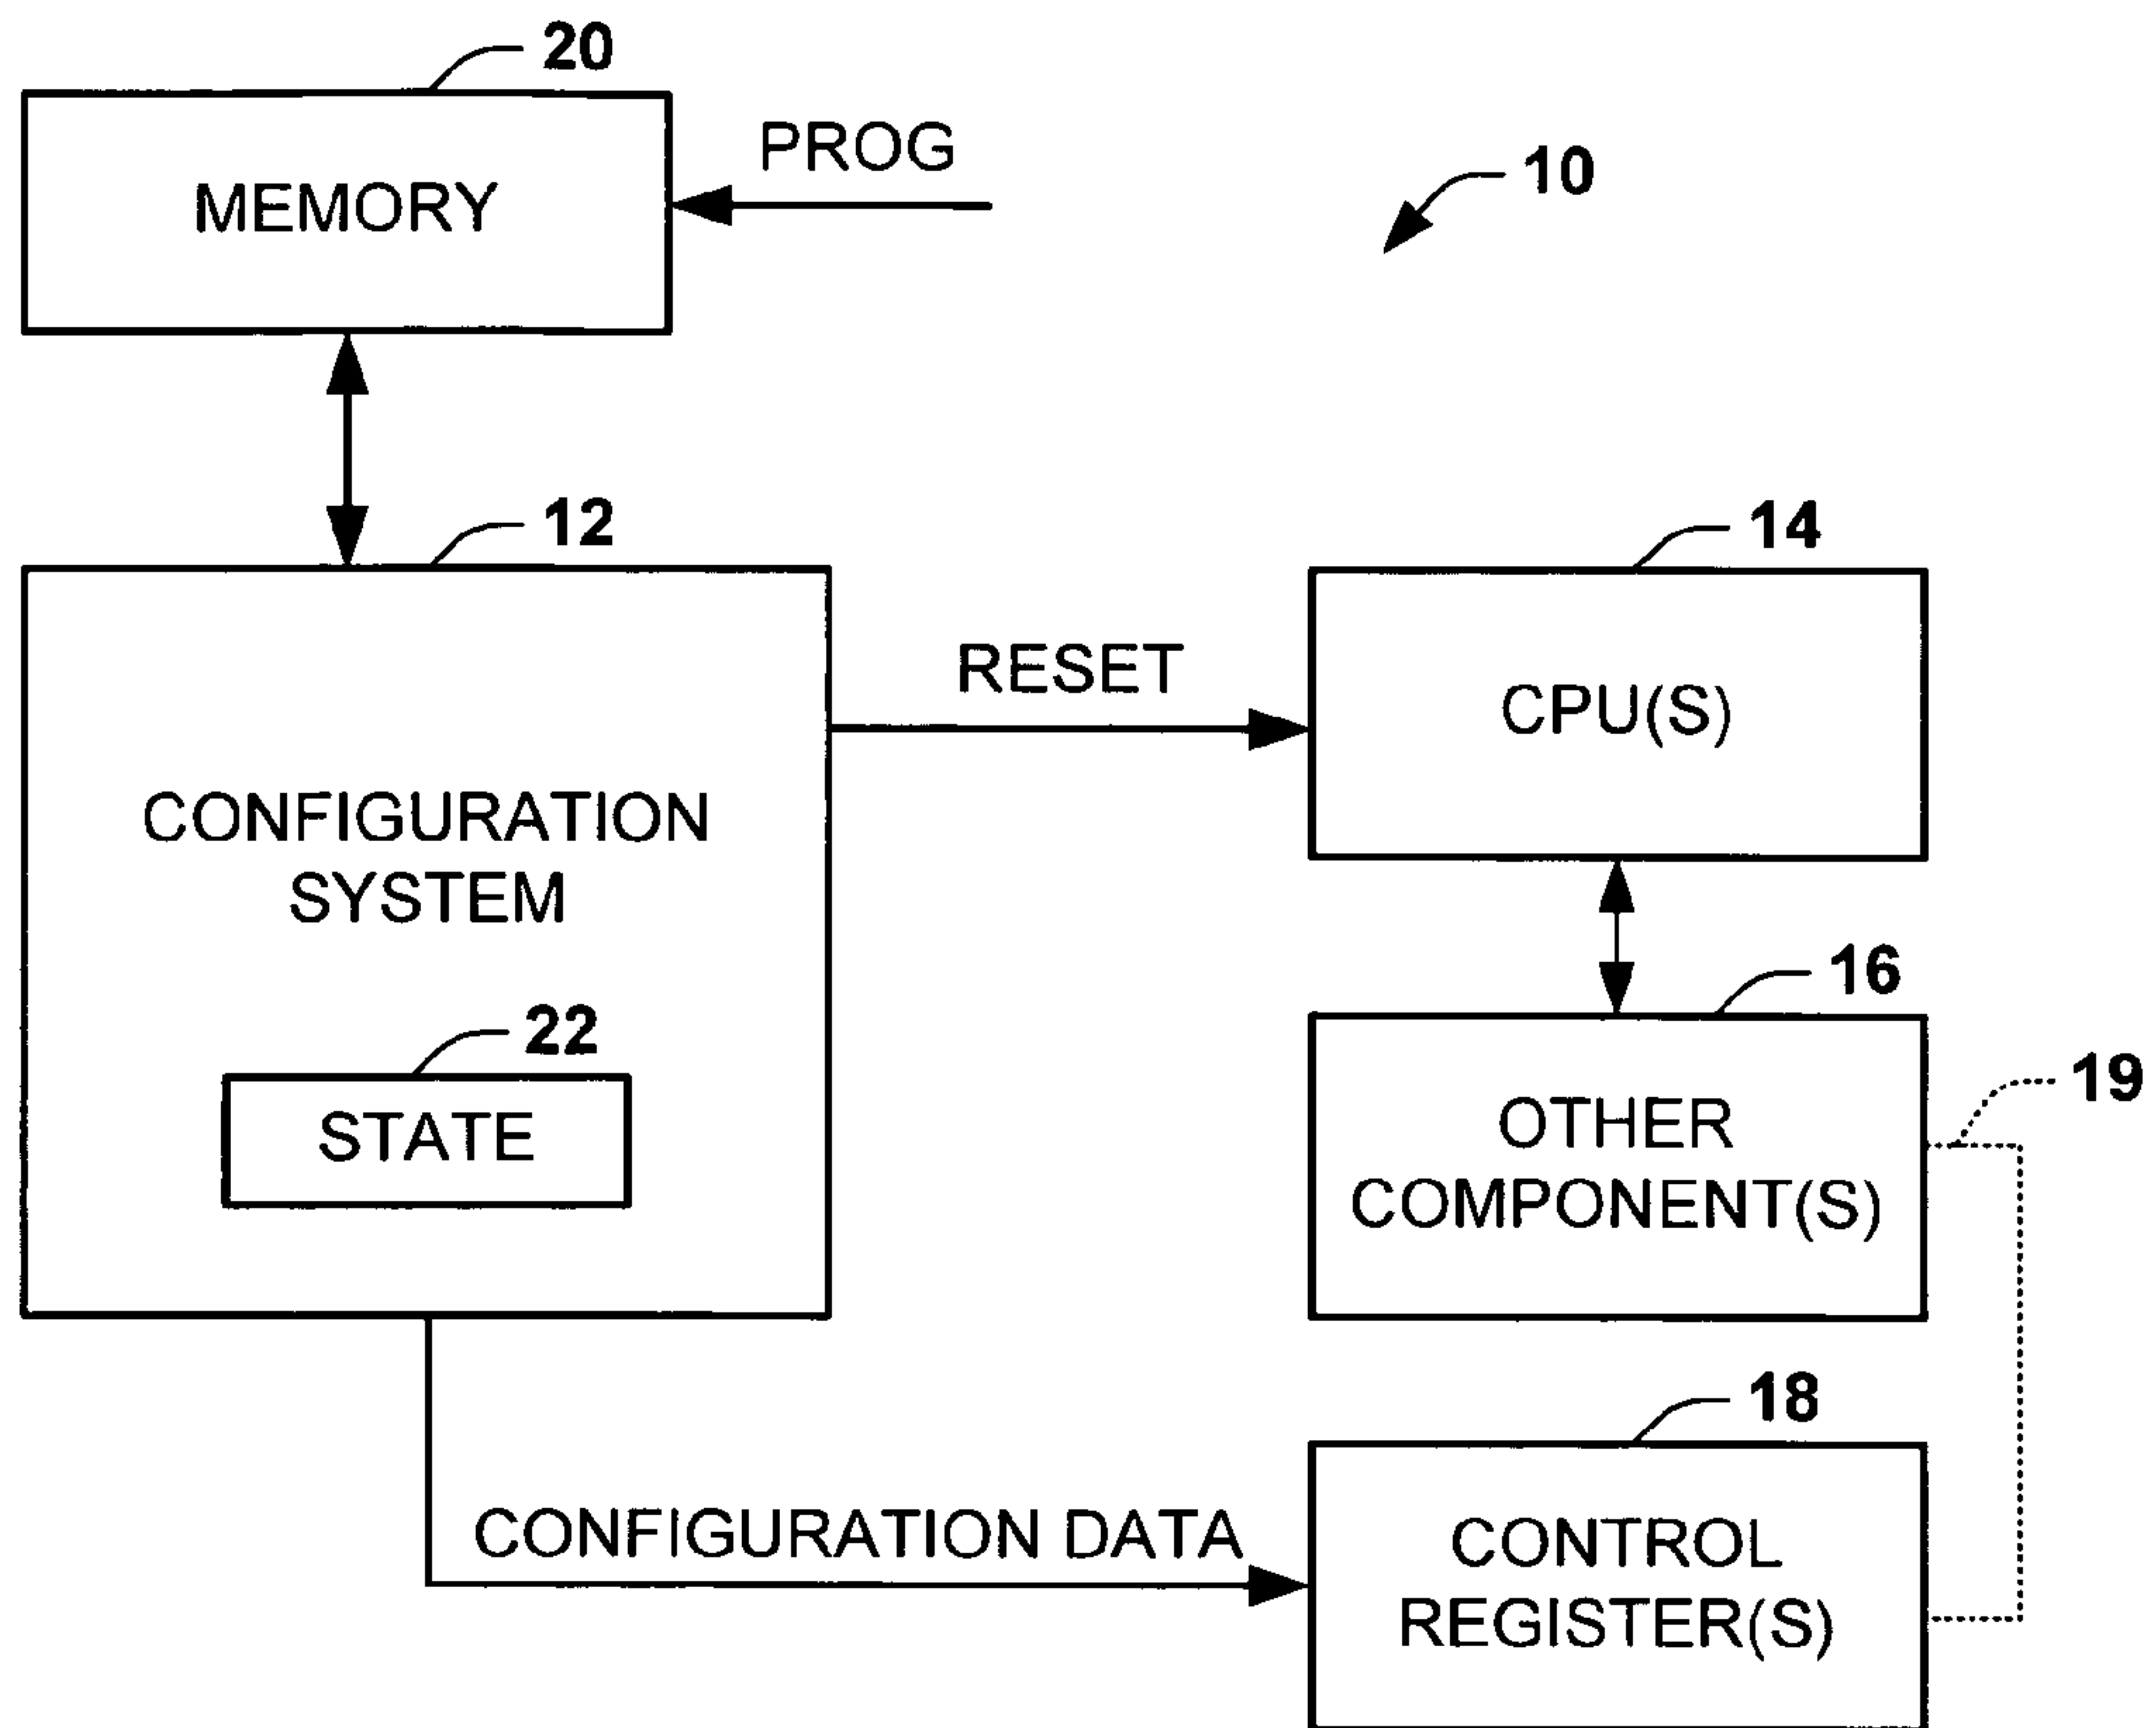 20
MEMORY
PROG
10
12
CONFIGURATION
SYSTEM
22
STATE
RESET
14
CPU(S)
16
OTHER
COMPONENT(S)
19
18
CONFIGURATION DATA
CONTROL
REGISTER(S)